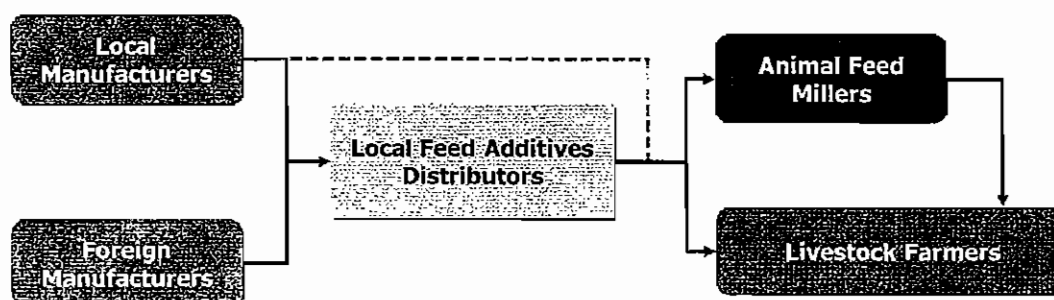 Local
Manufacturers
Animal Feed
Millers
Local Feed Additives
Distributors
Foreign
Manufacturers
Livestock Farmers